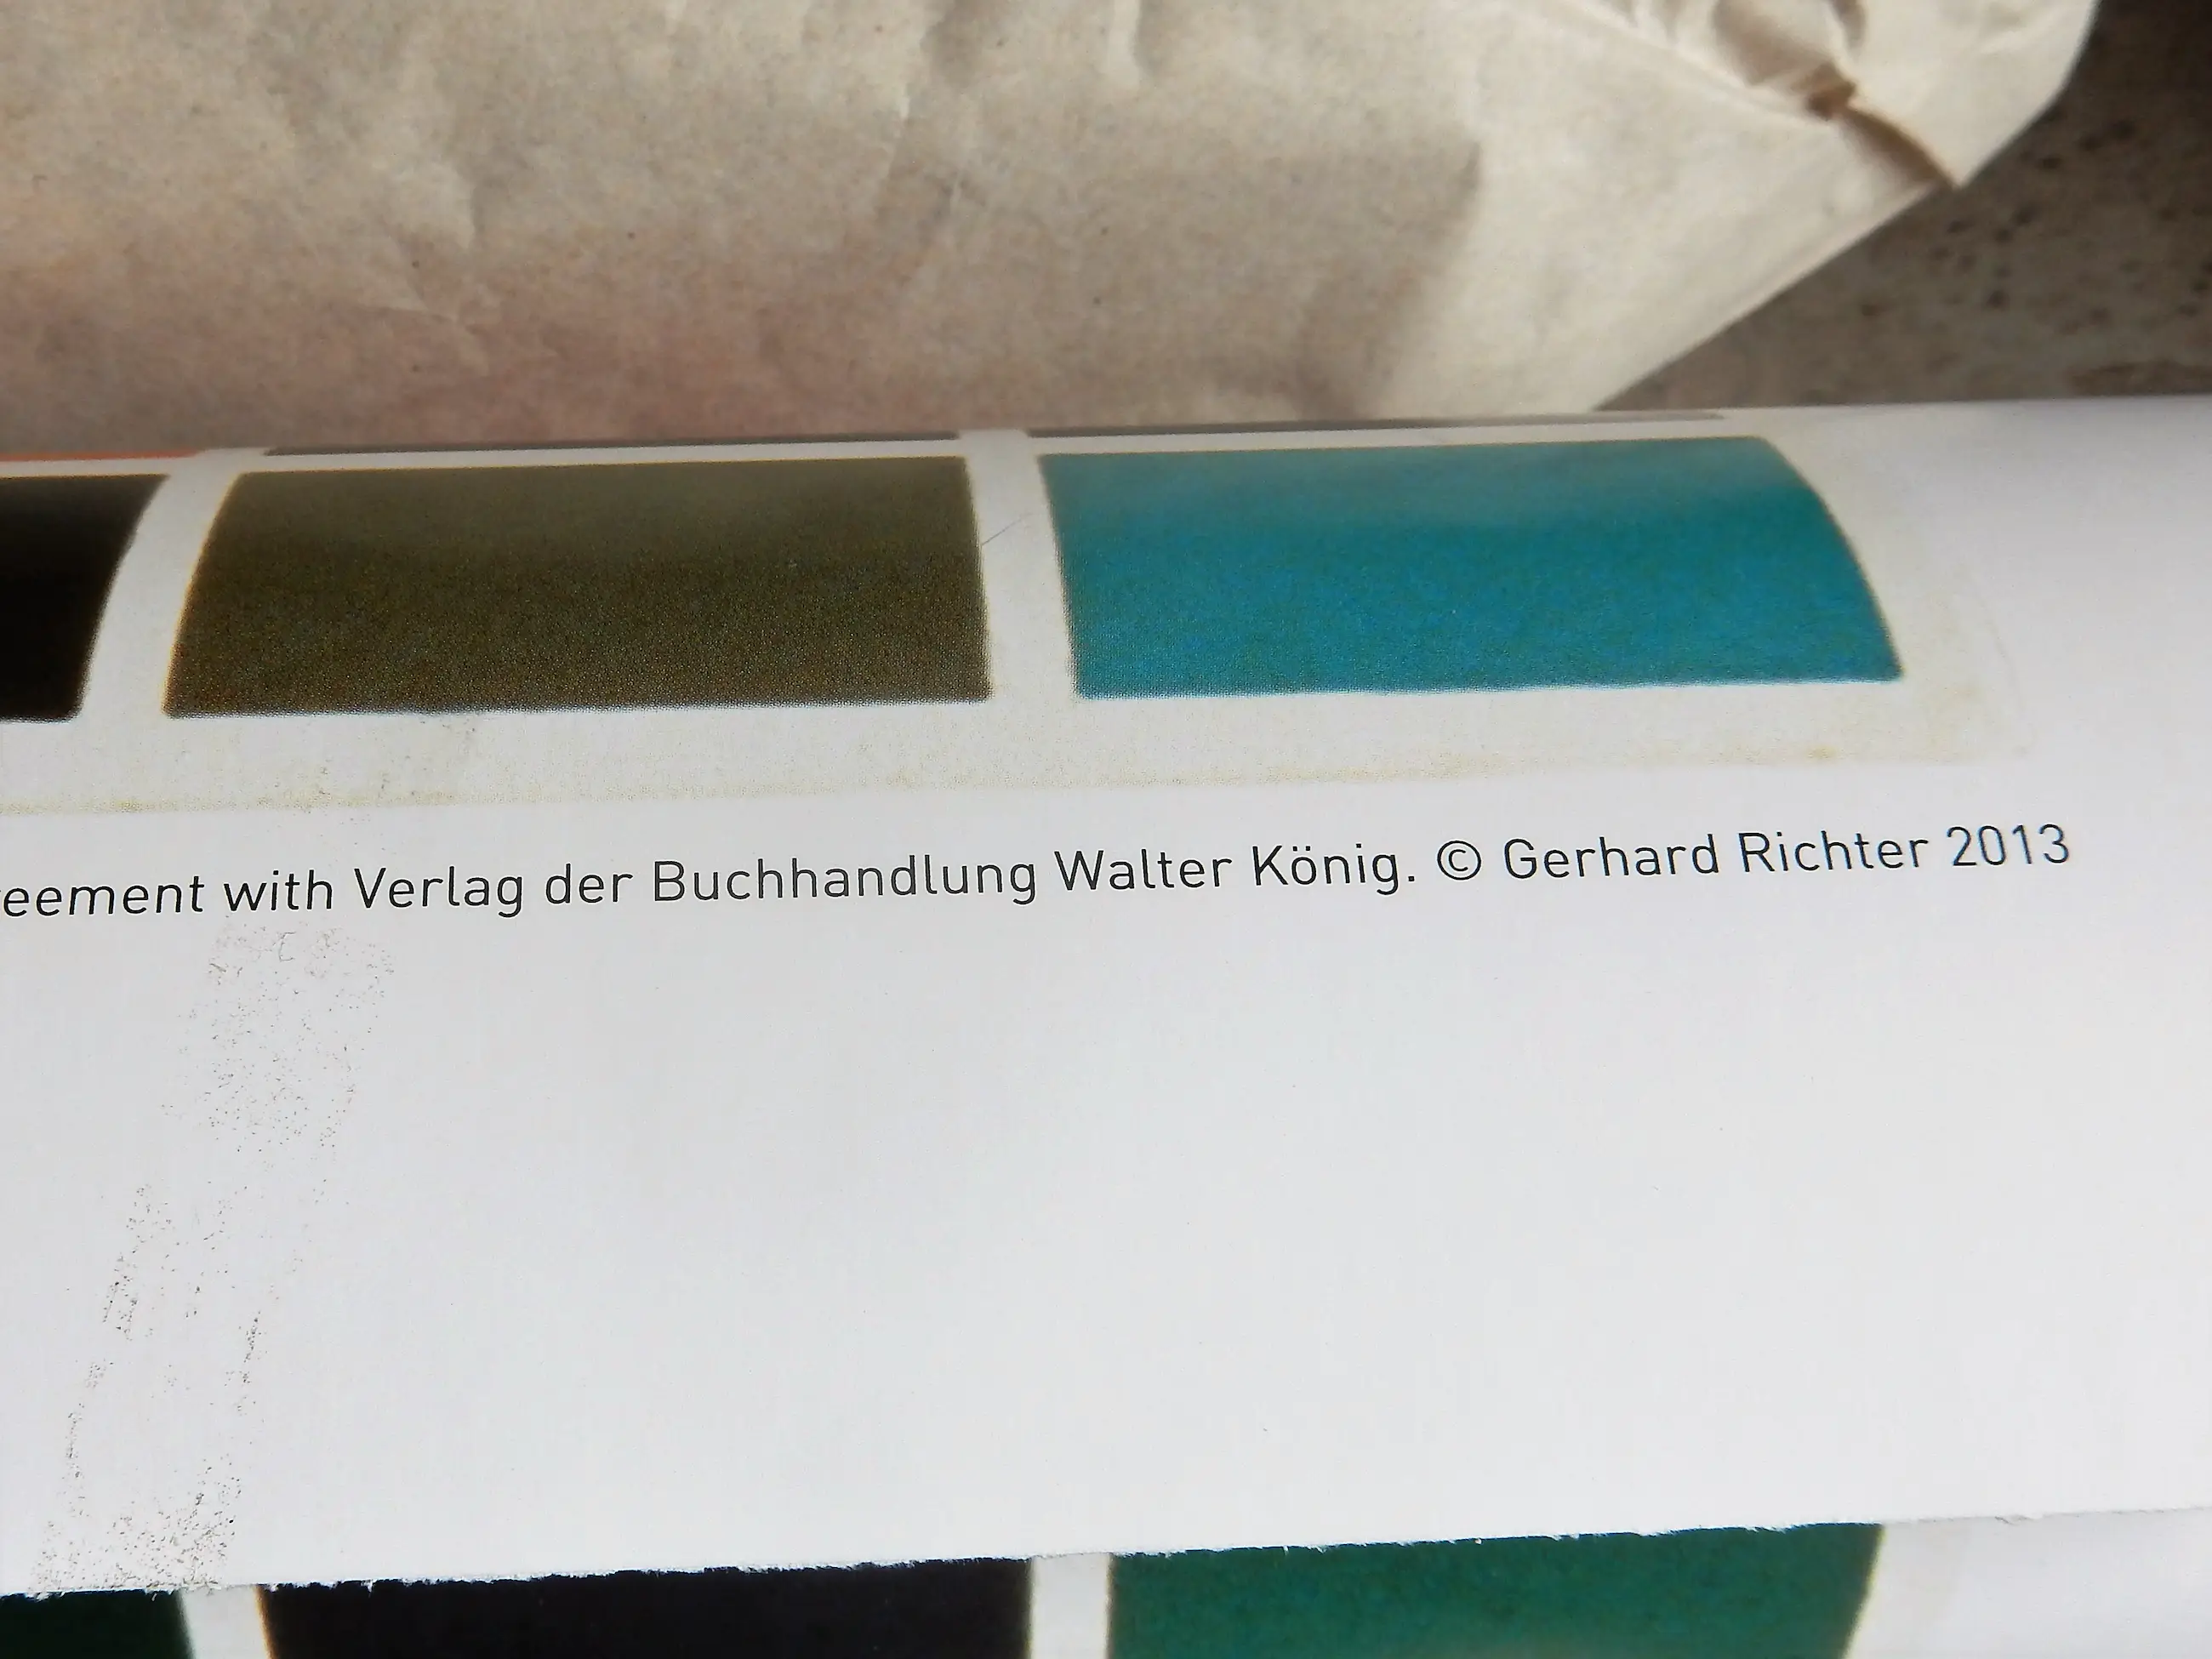 eement with Verlag der Buchhandlung Walter König. © Gerhard Richter 2013